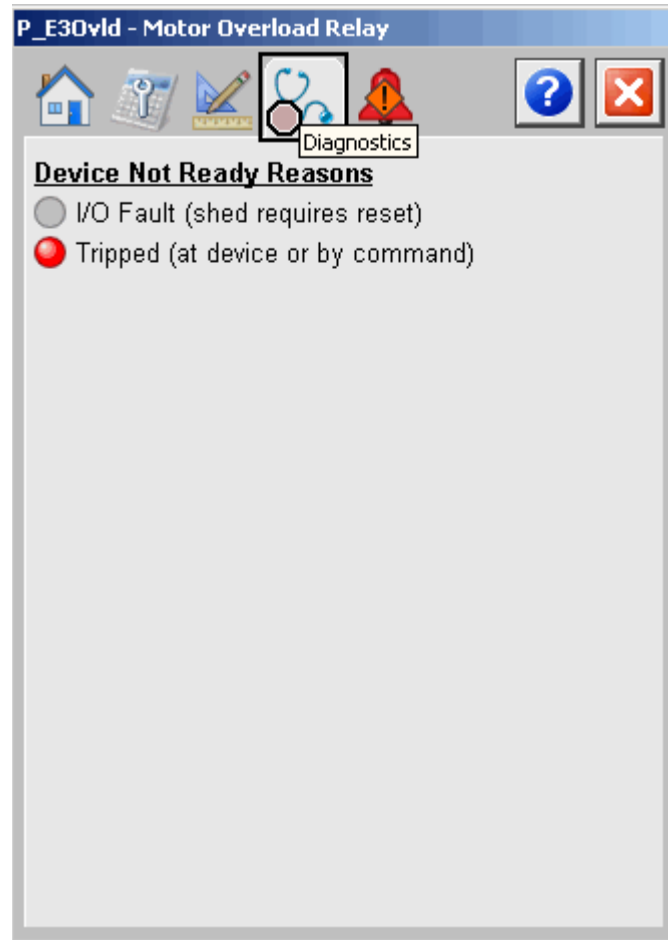 P_E3Ovld - Motor Overload Relay
?
Diagnostics
Device Not Ready Reasons
I/O Fault (shed requires reset)
Tripped (at device or by command)